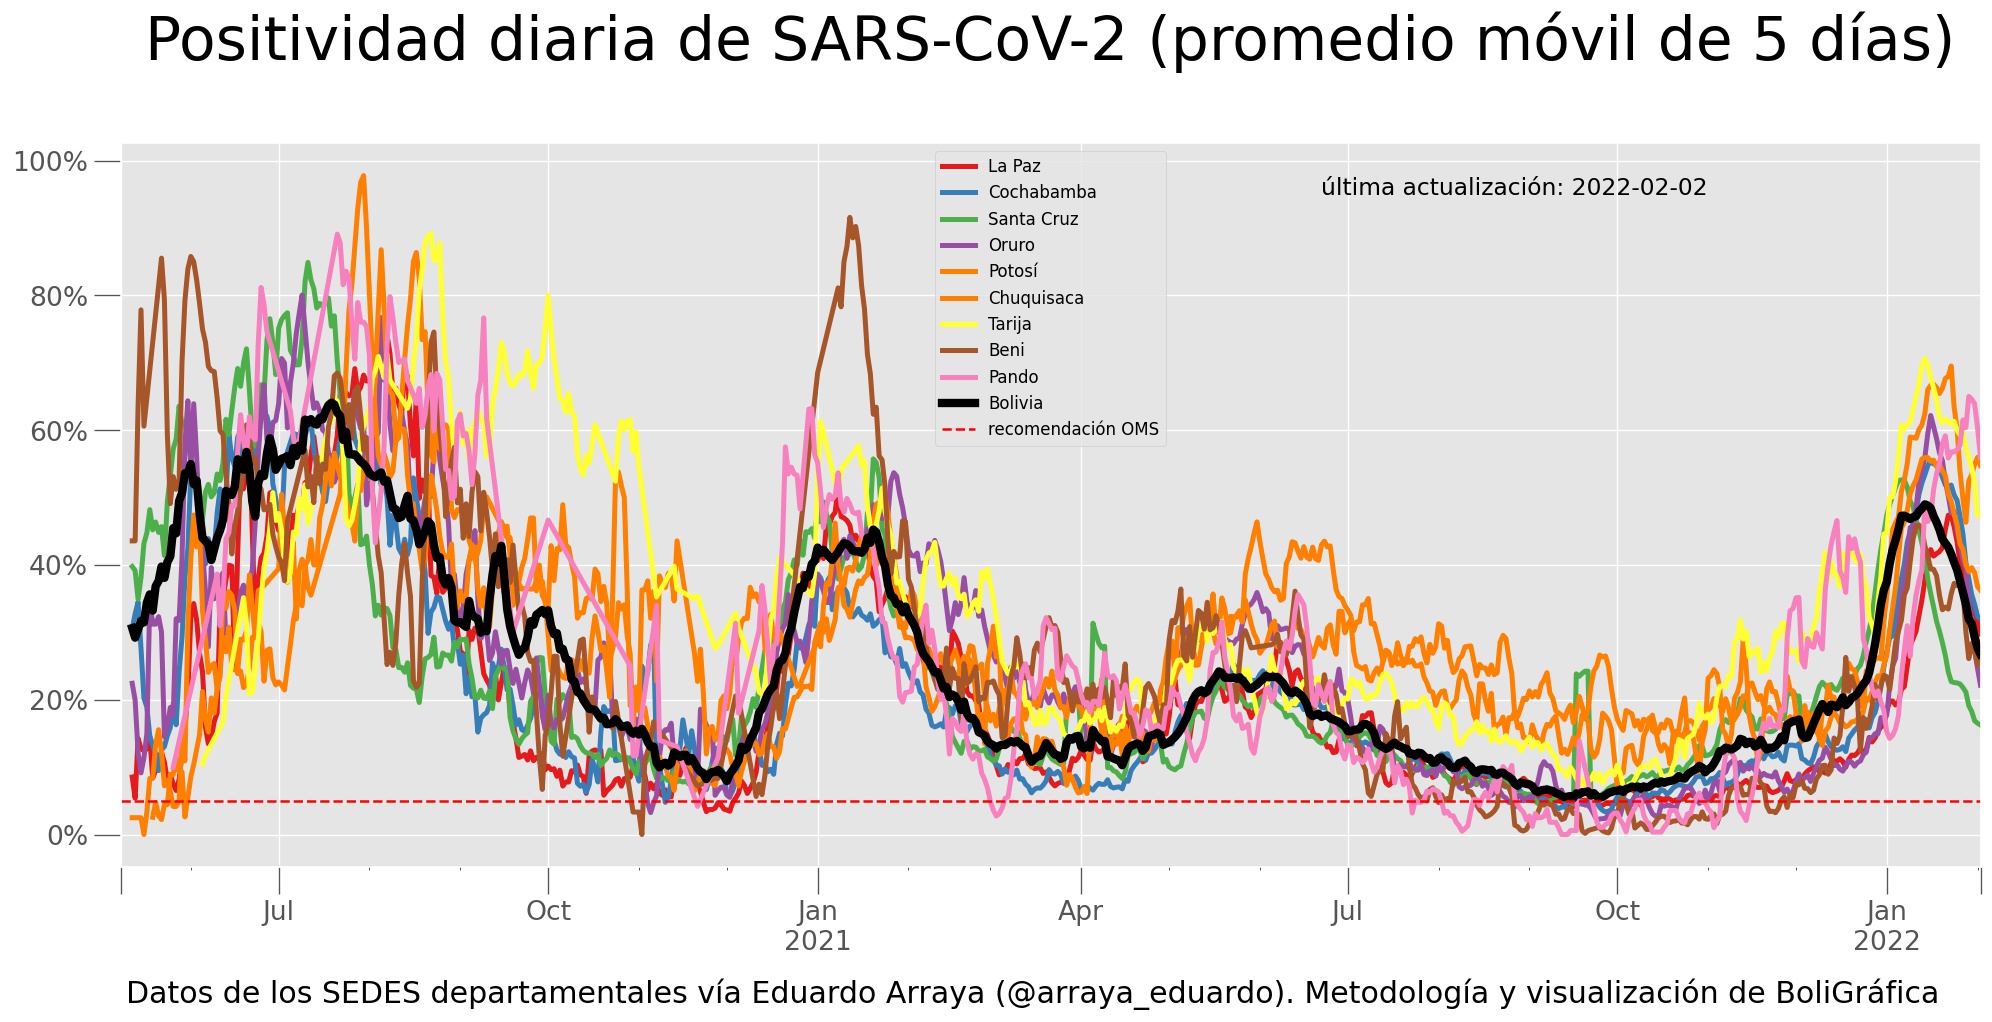 Positividad diaria de SARS-CoV-2 (promedio móvil de 5 días)
100%
80%
60%
40%
20%
0%
La Paz
Cochabamba
Santa Cruz
Oruro
Potosí
Chuquisaca
Tarija
Beni
Pando
Bolivia
recomendación OMS
última actualización: 2022-02-02
Jul
Oct
Jan
2021
Apr
Jul
Oct
Jan
2022
Datos de los SEDES departamentales vía Eduardo Arraya (@arraya_eduardo). Metodología y visualización de BoliGráfica